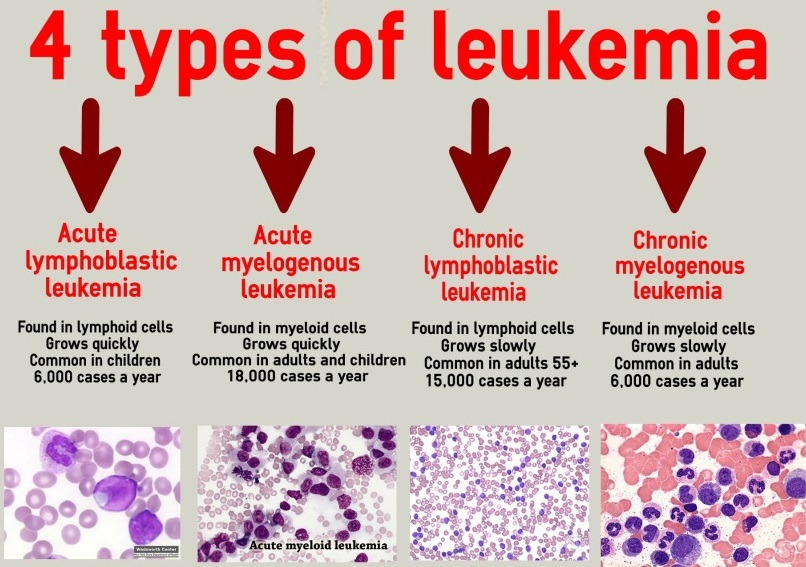 4 types of leukemia
Acute
lymphoblastic
leukemia
Found in lymphoid cells
Grows quickly
Common in children
6,000 cases a year
Acute
myelogenous
leukemia
Found in myeloid cells
Grows quickly
Common in adults and children
18,000 cases a year
Chronic
lymphoblastic
leukemia
Found in lymphoid cells
Grows slowly
Common in adults 55+
15,000 cases a year
Chronic
myelogenous
leukemia
Found in myeloid cells
Grows slowly
Common in adults
6,000 cases a year
Wadsworth Center
Acute myeloid leukemia